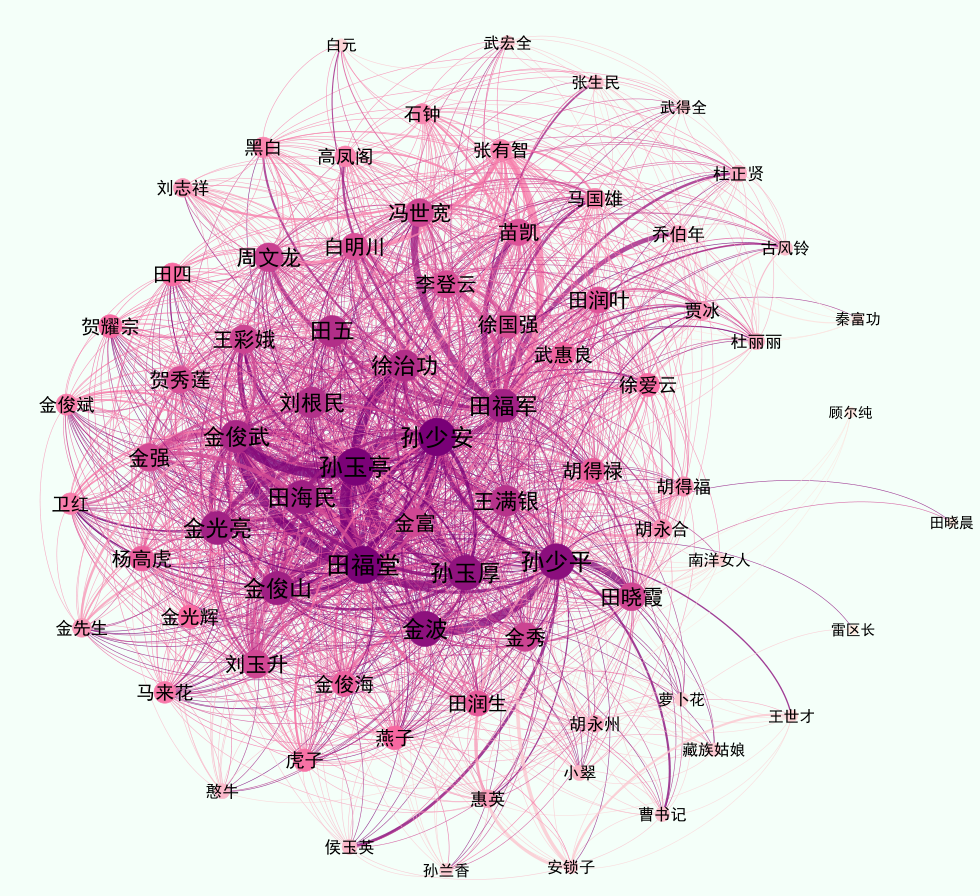 白元
武宏全
张生民
武得全
石钟
黑白
高凤阁
张有智
杜正贤
刘志祥
马国雄
冯世宽
苗凯
乔伯年
周文龙
白明川
古风铃
田四
李登云
田润叶
贾冰
秦富功
贺耀宗
王彩娥
田五
徐国强
杜丽丽
武惠良
徐治功
贺秀莲
徐爱云
金俊斌
刘根民
田福军
顾尔纯
金俊武
孙少安
金强
孙玉亭
胡得禄
胡得福
卫红
田海民
王满银
金光亮
金富
胡永合
田晓晨
杨高虎
田福堂
孙玉厚
孙少平
南洋女人
金俊山
田晓霞
金光辉
金先生
金波
金秀
雷区长
刘玉升
马来花
金俊海
田润生
萝卜花
胡永州
王世才
燕子
藏族姑娘
虎子
小翠
憨牛
惠英
曹书记
侯玉英
孙兰香
安锁子